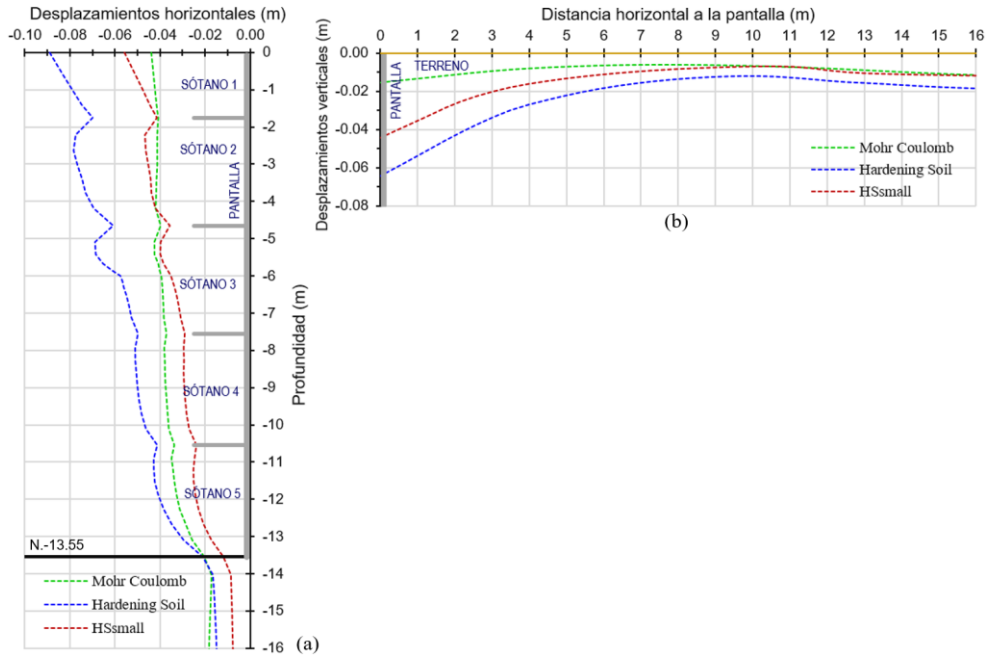 Desplazamientos horizontales (m)
-0.10 -0.08 -0.06 -0.04 -0.02 0.00
0
-1
-2
-3
-4
-5
-6
-7
-8
-9
-10
-11
-12
-13
-14
-15
-16
SÓTANO 1
SÓTANO 2
PANTALLA
SÓTANO 3
SÓTANO 4
SÓTANO 5
N.-13.55
Profundidad (m)
Mohr Coulomb
Hardening Soil
HSsmall
(a)
Distancia horizontal a la pantalla (m)
0 1 2 3 4 5 6 7 8 9 10 11 12 13 14 15 16
0.00
-0.02
-0.04
-0.06
-0.08
Desplazamientos verticales (m)
PANTALLA
TERRENO
Mohr Coulomb
Hardening Soil
HSsmall
(b)